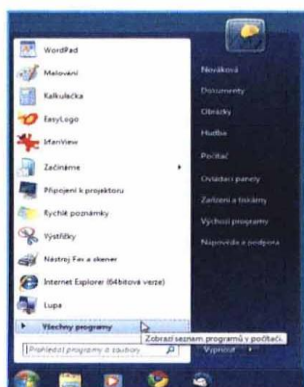 WordPad
Malování
Kalkulačka
EasyLogo
IrfanView
Začínáme
Připojení k projektoru
Rychlé poznámky
Výstřižky
Nástroj Fax a skener
Internet Explorer (64bitová verze)
Lupa
Všechny programy
Prohledat programy a soubory
Nováková
Dokumenty
Obrázky
Hudba
Počítač
Ovládací panely
Zařízení a tiskárny
Výchozí programy
Nápověda a podpora
Zobrazí seznam programů v počítači.
Vypnout